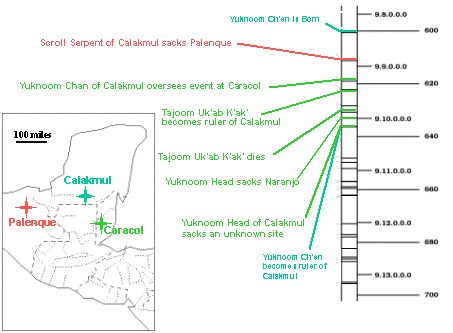 Yuknoom Ch'en is Born
9.8.0.0.0
600
Scroll Serpent of Calakmul sacks Palenque
9.9.0.0.0
Yuknoom Chan of Calakmul oversees event at Caracol
620
Tajoom Uk'ab K'ak'
becomes ruler of Calakmul
9.10.0.0.0
640
Tajoom Uk'ab K'ak' dies
9.11.0.0.0
Yuknoom Head sacks Naranjo
660
Yuknoom Head of Calakmul
sacks an unknown site
9.12.0.0.0
680
Yuknoom Ch'en
become ruler of
Calakmul
9.13.0.0.0
700
100 miles
Calakmul
Palenque
Caracol